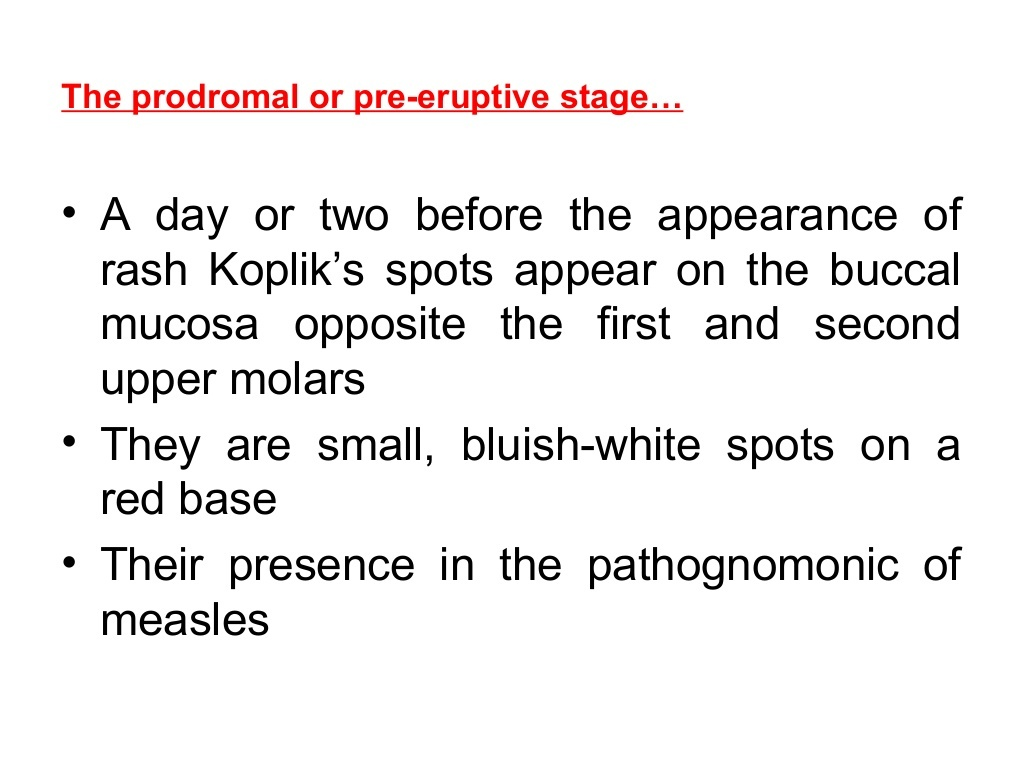 The prodromal or pre-eruptive stage…
• A day or two before the appearance of
rash Koplik’s spots appear on the buccal
mucosa opposite the first and second
upper molars
• They are small, bluish-white spots on a
red base
• Their presence in the pathognomonic of
measles